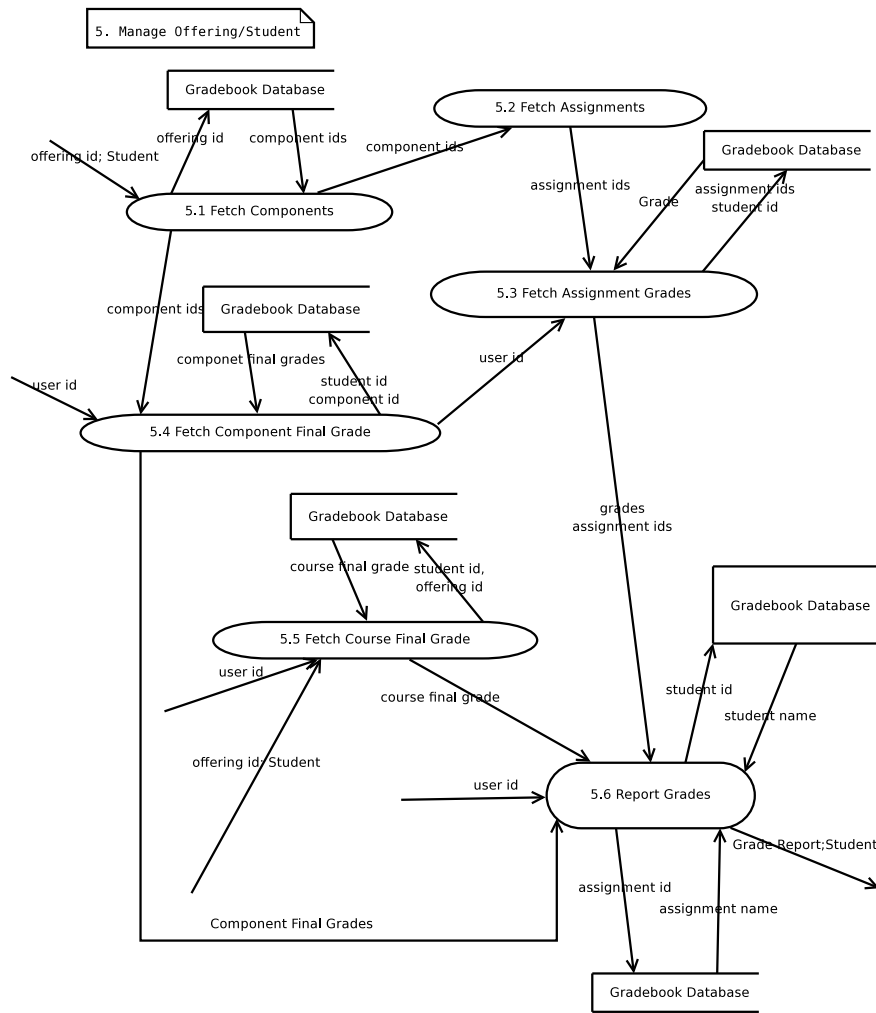 5. Manage Offering/Student
Gradebook Database
5.2 Fetch Assignments
offering id
component ids
component ids
offering id; Student
Gradebook Database
assignment ids
assignment ids
student id
Grade
5.1 Fetch Components
5.3 Fetch Assignment Grades
component ids
Gradebook Database
componet final grades
user id
student id
component id
user id
5.4 Fetch Component Final Grade
grades
assignment ids
Gradebook Database
course final grade
student id,
offering id
Gradebook Database
5.5 Fetch Course Final Grade
user id
course final grade
student id
student name
offering id; Student
user id
5.6 Report Grades
Grade Report;Student
assignment id
assignment name
Component Final Grades
Gradebook Database